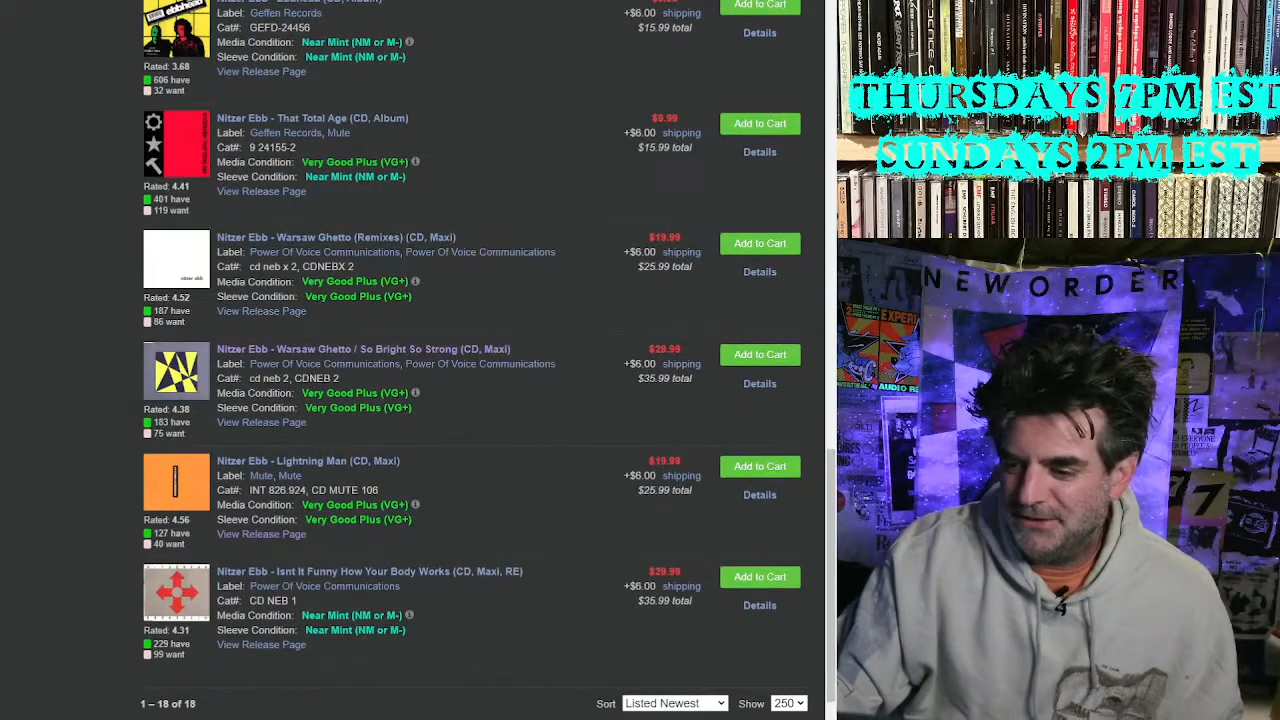 ebbhead
Label: Geffen Records
+$6.00 shipping
Add to Cart
Cat#: GEFD-24456
$15.99 total
Details
Media Condition: Near Mint (NM or M-)
Sleeve Condition: Near Mint (NM or M-)
Rated: 3.68
View Release Page
606 have
32 want
Nitzer Ebb - That Total Age (CD, Album)
$9.99
Add to Cart
Label: Geffen Records, Mute
+$6.00 shipping
Cat#: 9 24155-2
$15.99 total
Details
Media Condition: Very Good Plus (VG+)
Sleeve Condition: Near Mint (NM or M-)
Rated: 4.41
View Release Page
401 have
119 want
Nitzer Ebb - Warsaw Ghetto (Remixes) (CD, Maxi)
$19.99
Add to Cart
Label: Power Of Voice Communications, Power Of Voice Communications
+$6.00 shipping
Cat#: cd neb x 2, CDNEBX 2
$25.99 total
Details
nitzer ebb
Media Condition: Very Good Plus (VG+)
Sleeve Condition: Very Good Plus (VG+)
Rated: 4.52
View Release Page
187 have
86 want
Nitzer Ebb - Warsaw Ghetto / So Bright So Strong (CD, Maxi)
$29.99
Add to Cart
Label: Power Of Voice Communications, Power Of Voice Communications
+$6.00 shipping
Cat#: cd neb 2, CDNEB 2
$35.99 total
Details
Media Condition: Very Good Plus (VG+)
Sleeve Condition: Very Good Plus (VG+)
Rated: 4.38
View Release Page
183 have
75 want
Nitzer Ebb - Lightning Man (CD, Maxi)
$19.99
Add to Cart
Label: Mute, Mute
+$6.00 shipping
Cat#: INT 826.924, CD MUTE 106
$25.99 total
Details
Media Condition: Very Good Plus (VG+)
Sleeve Condition: Very Good Plus (VG+)
Rated: 4.56
View Release Page
127 have
40 want
Nitzer Ebb - Isnt It Funny How Your Body Works (CD, Maxi, RE)
$29.99
Add to Cart
Label: Power Of Voice Communications
+$6.00 shipping
Cat#: CD NEB 1
$35.99 total
Details
Media Condition: Near Mint (NM or M-)
Sleeve Condition: Near Mint (NM or M-)
Rated: 4.31
View Release Page
229 have
99 want
1 – 18 of 18
Sort Listed Newest
Show 250
THURSDAYS 7PM EST
SUNDAYS 2PM EST
NEW ORDER
EXPERI
AUDIO RE
7